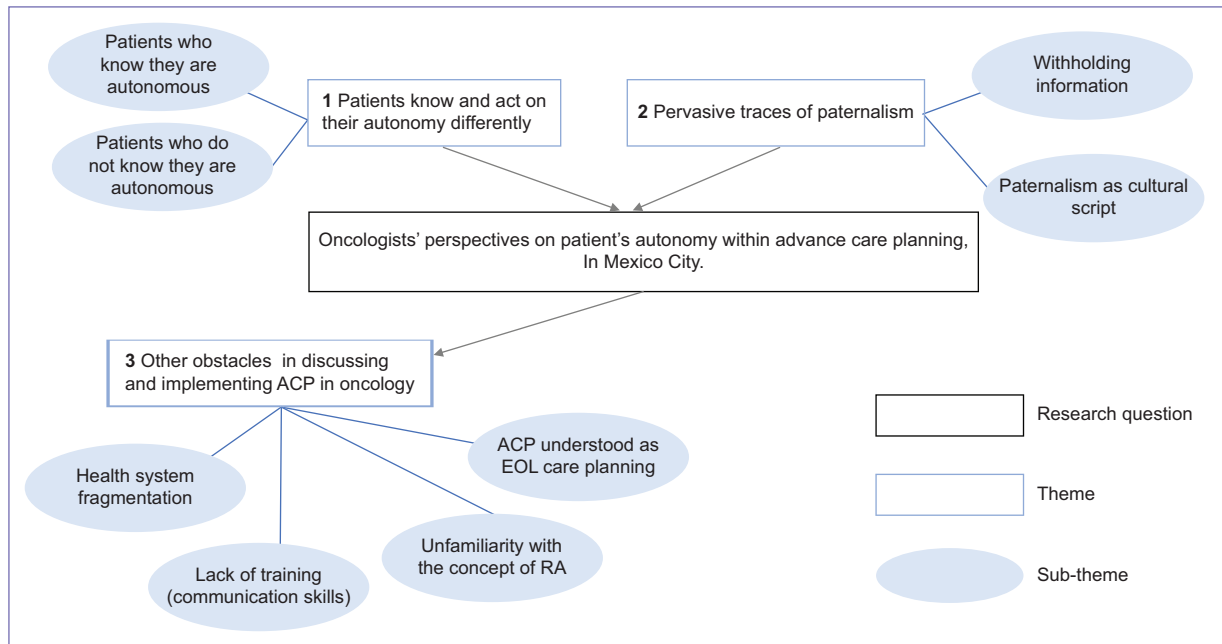 Patients who
know they are
autonomous
Patients who do
not know they are
autonomous
1 Patients know and act on
their autonomy differently
2 Pervasive traces of paternalism
Withholding
information
Paternalism as cultural
script
Oncologists’ perspectives on patient’s autonomy within advance care planning,
In Mexico City.
3 Other obstacles in discussing
and implementing ACP in oncology
Health system
fragmentation
Lack of training
(communication skills)
Unfamiliarity with
the concept of RA
ACP understood as
EOL care planning
Research question
Theme
Sub-theme